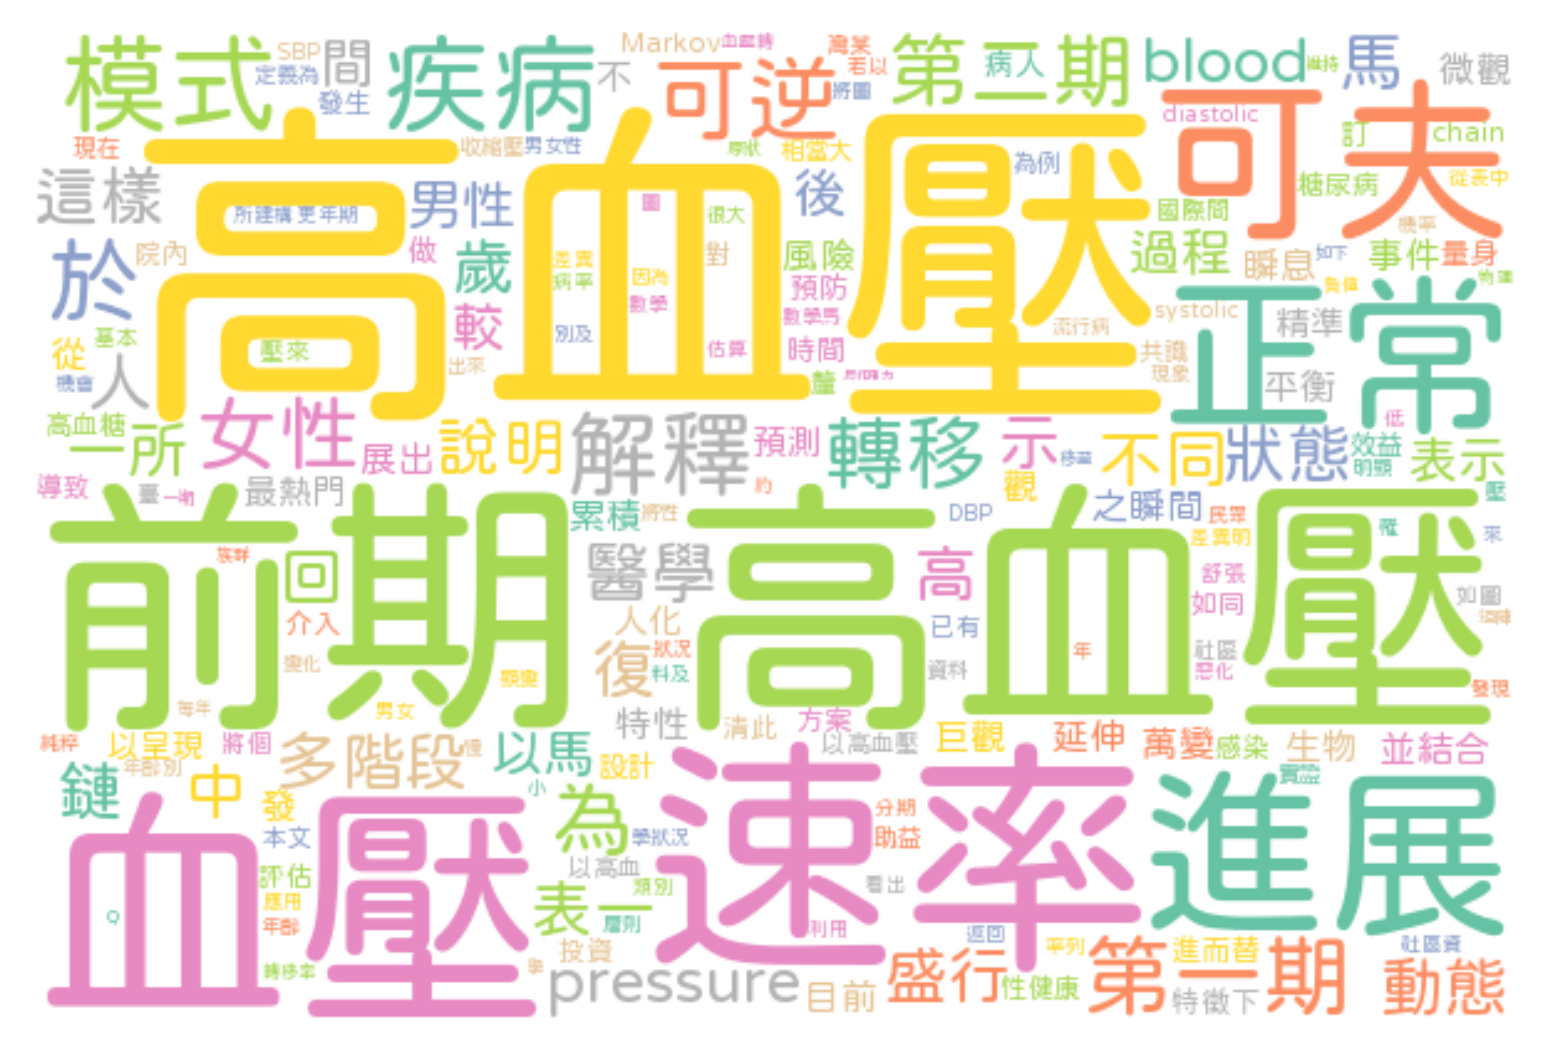 模式
SBP
定義為
間
發生
疾病
不
Markov
可逆
灣某
若以
將圖
第二期
病人
blood
維持
馬
微觀
現在
高血壓
收縮壓
男女性
相當大
為例
diastolic
可夫
訂
chain
糖尿病
從表中
這樣
所建構
更年期
男性
圖
很大
後
國際間
於
院內
做
歲
差異
病率
因為
數學
對
風險
預防
過程
瞬息
如下
事件
量身
基本
從
人
機會
壓來
較
出來
別及
估算
數學馬
時間
流行病
systolic
共識
現象
釐
正常
精準
平衡
負擔
低
高血糖
一所
女性
展出
說明
解釋
預測
轉移
示
移至
不同
狀態
效益
明顯
表示
導致
臺
一期
最熱門
約
觀
之瞬間
壓
前期高血壓
累積
將性
DBP
民眾
差異明
罹
來
族群
回
介入
變化
醫學
高
舒張
如同
如圖
人化
復
狀況
料及
已有
資料
年
社區
惡化
發現
每年
男女
特性
清此
方案
純粹
以呈現
將個
年齡別
多階段
以馬
設計
以高血壓
巨觀
延伸
萬變
感染
生物
並結合
鏈
中
發
小
本文
血壓
速率
進展
實證
為
學狀況
分期
助益
以高血
評估
應用
年齡
表一
類別
層別
看出
利用
Q
轉移率
學
投資
pressure
目前
盛行
返回
性健康
率列
第一期
進而替
特徵下
社區資
動態